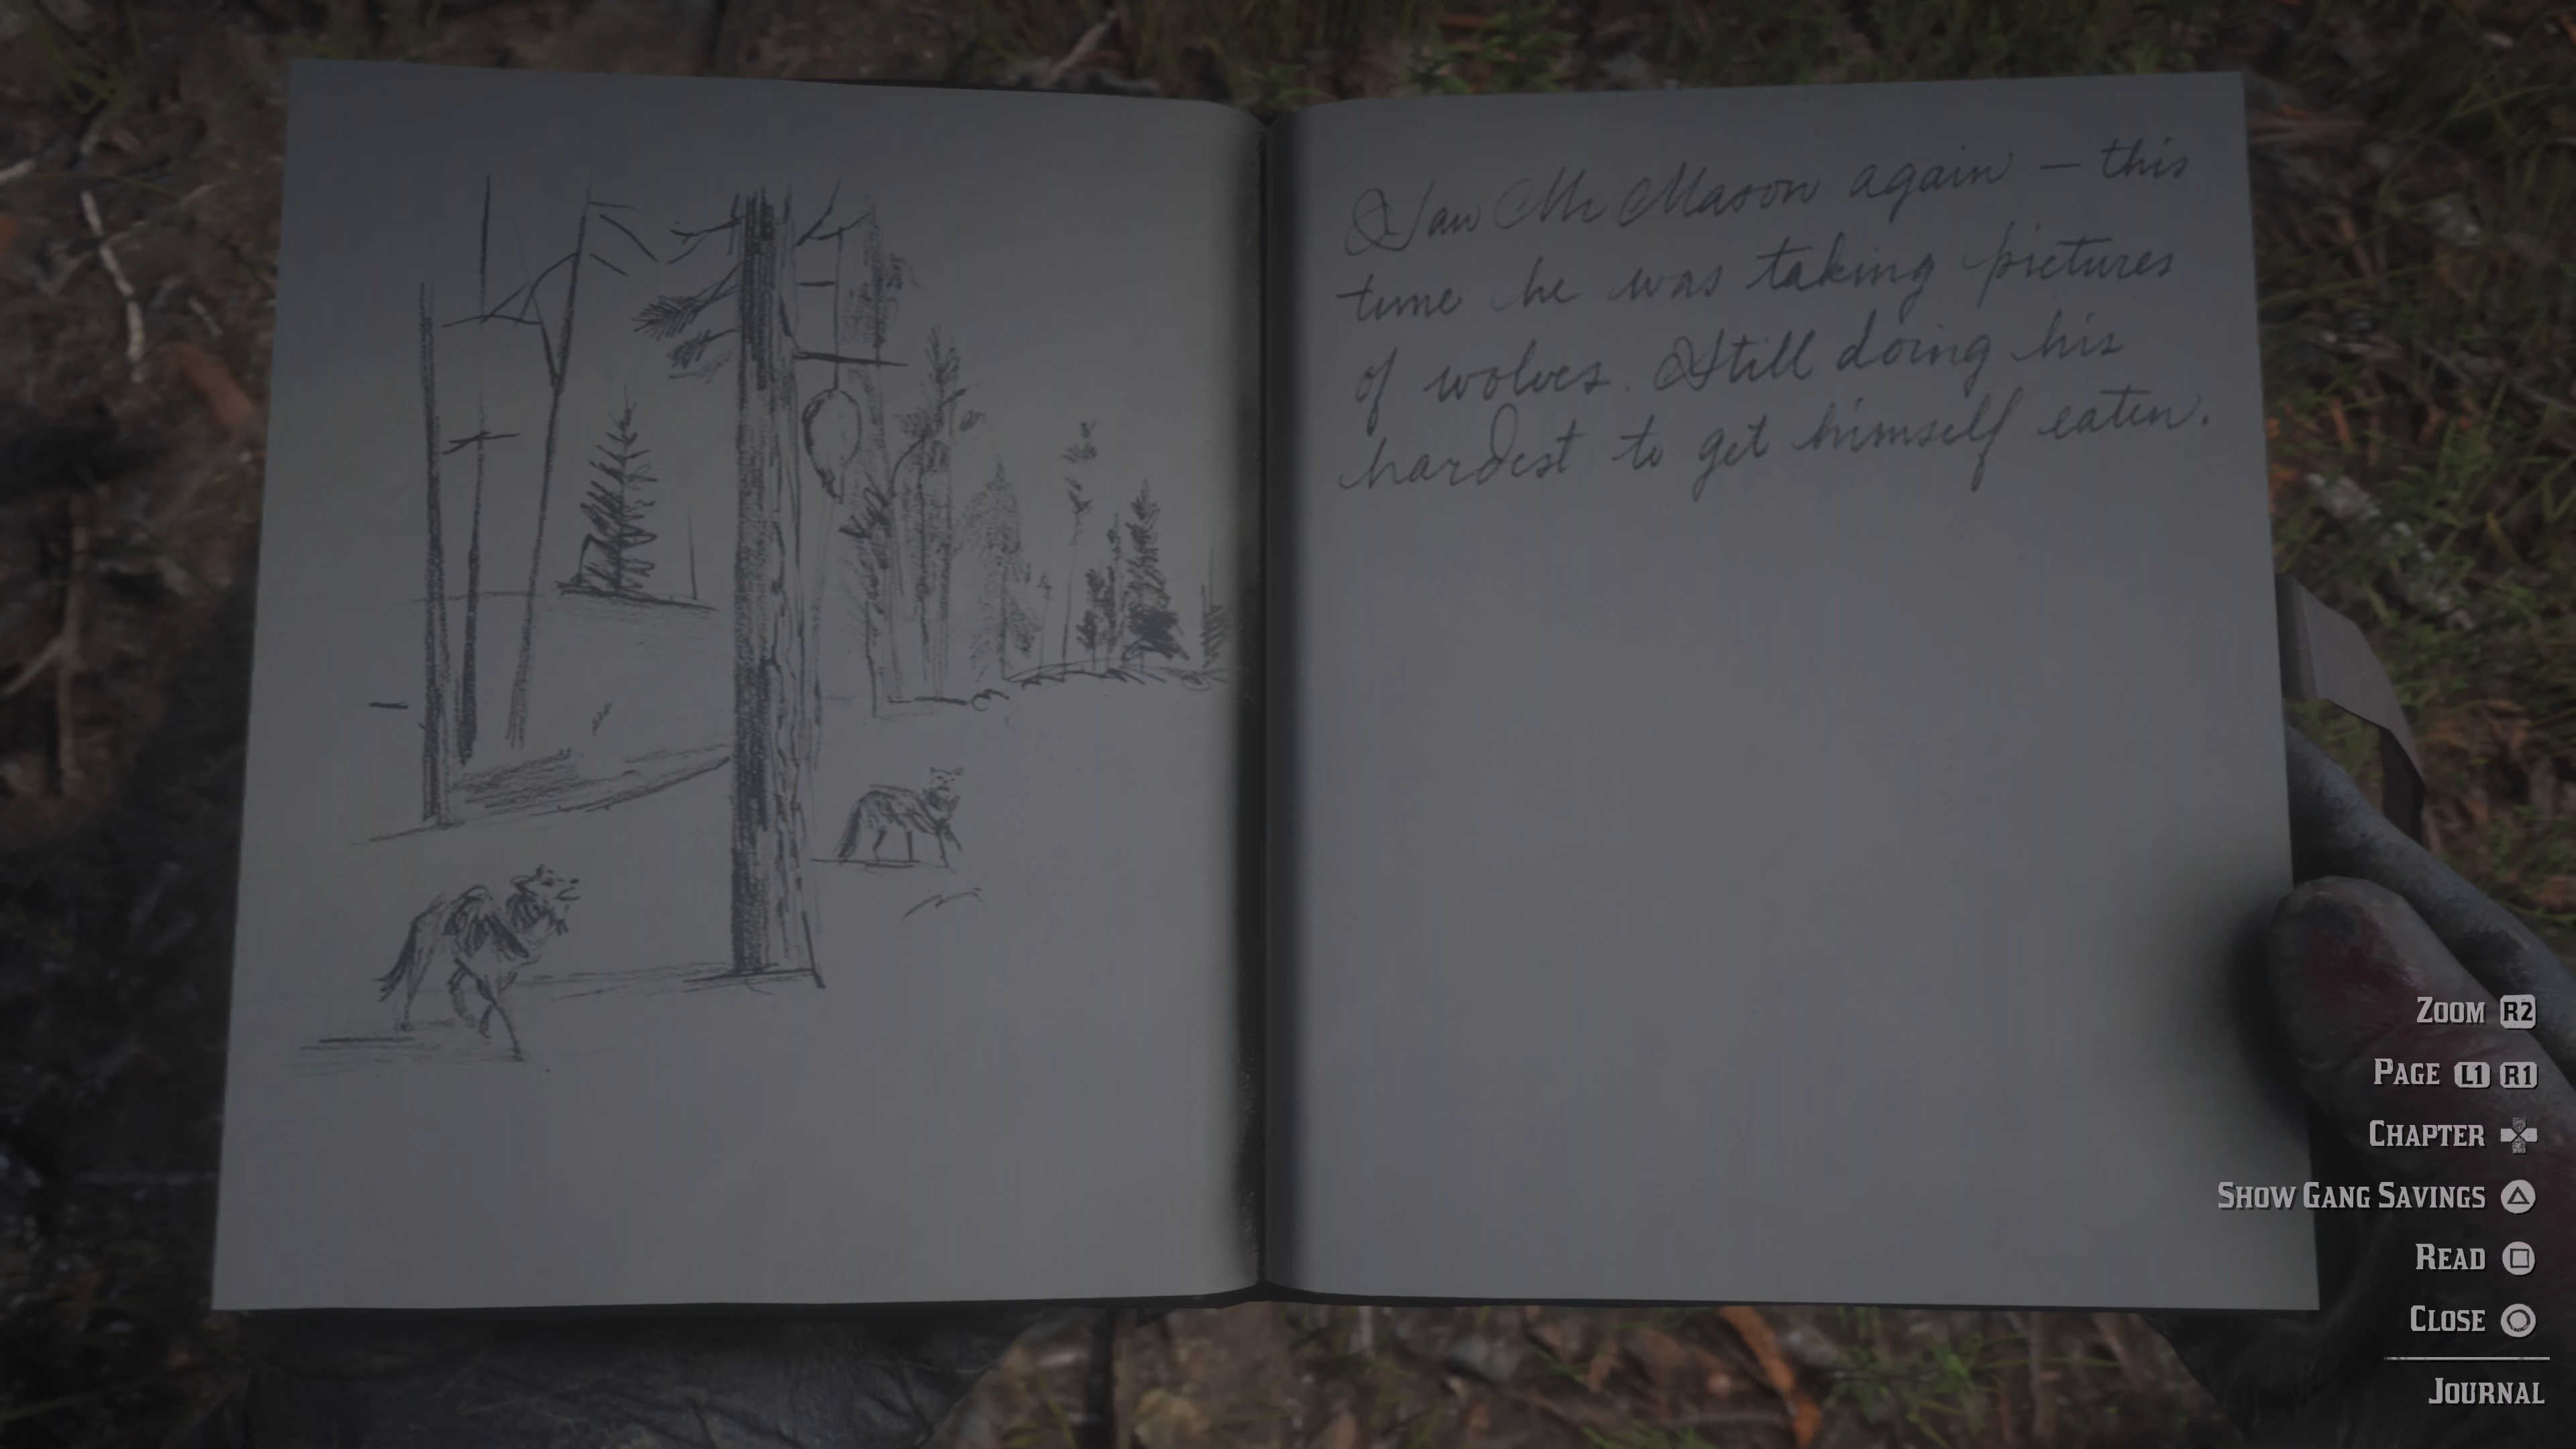 Saw Mr Mason again – this
time he was taking pictures
of wolves. Still doing his
hardest to get himself eaten.
ZOOM R2
PAGE L1 R1
CHAPTER
SHOW GANG SAVINGS
READ
CLOSE
JOURNAL